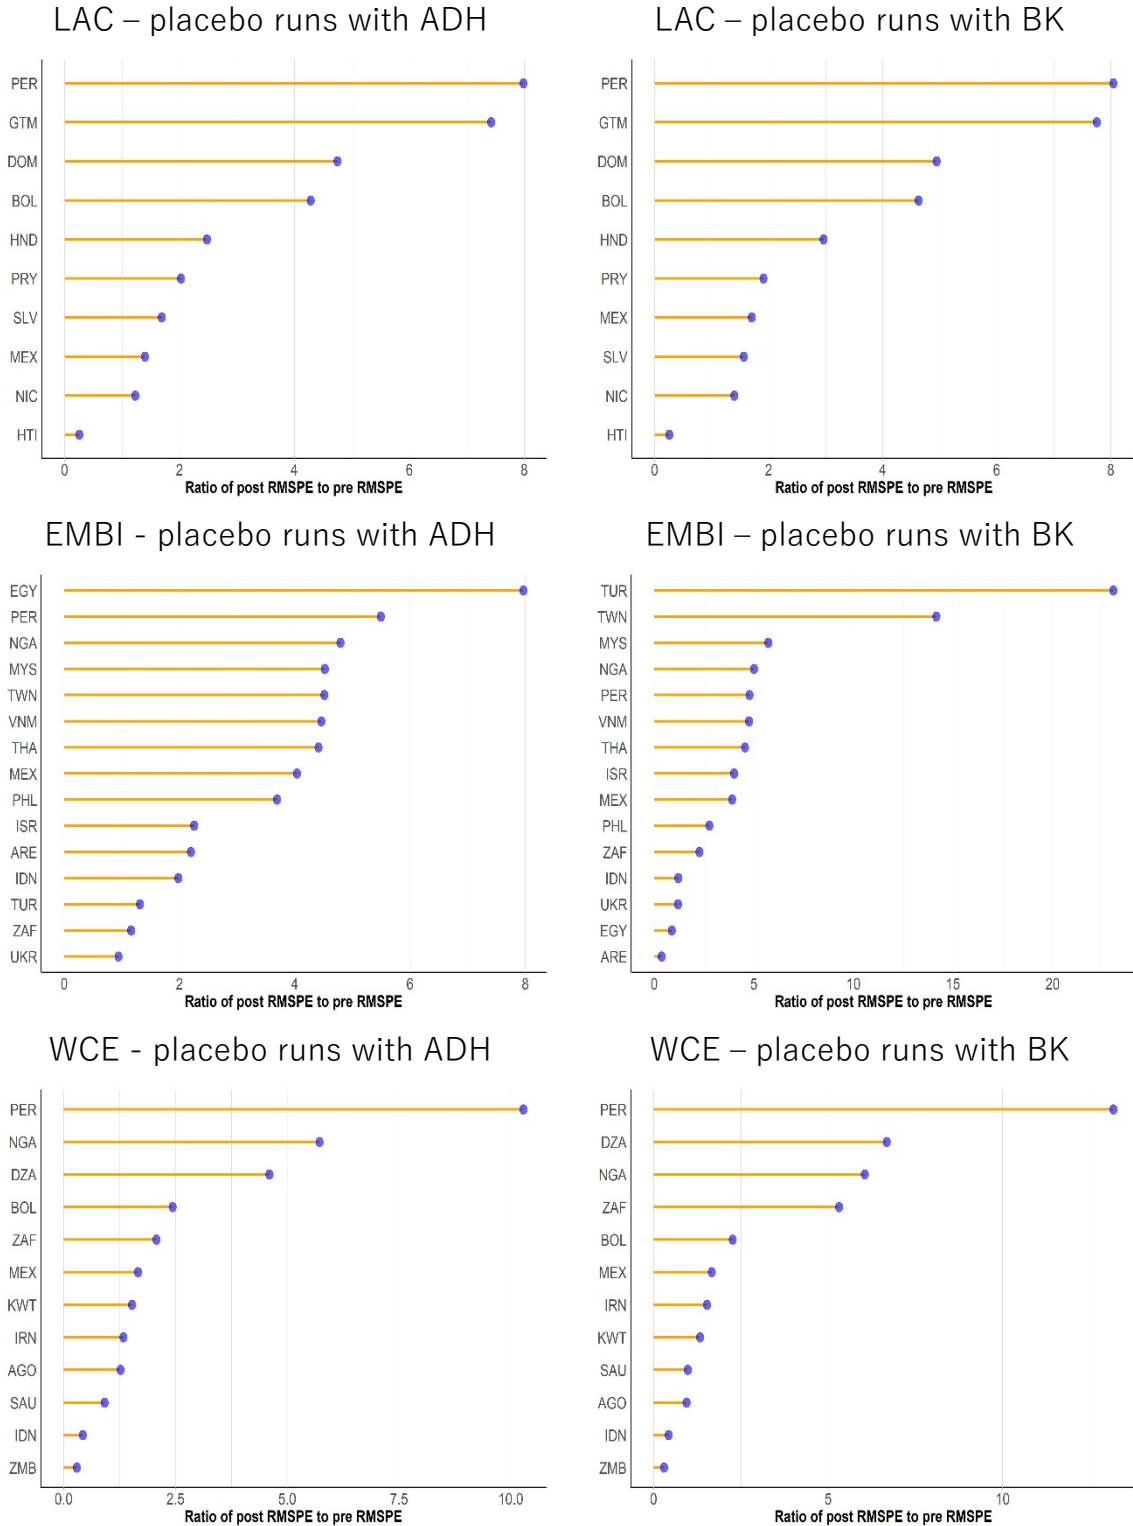 LAC – placebo runs with ADH
PER
GTM
DOM
BOL
HND
PRY
SLV
MEX
NIC
HTI
0 2 4 6 8
Ratio of post RMSPE to pre RMSPE
LAC – placebo runs with BK
PER
GTM
DOM
BOL
HND
PRY
MEX
SLV
NIC
HTI
0 2 4 6 8
Ratio of post RMSPE to pre RMSPE
EMBI - placebo runs with ADH
EGY
PER
NGA
MYS
TWN
VNM
THA
MEX
PHL
ISR
ARE
IDN
TUR
ZAF
UKR
0 2 4 6 8
Ratio of post RMSPE to pre RMSPE
EMBI – placebo runs with BK
TUR
TWN
MYS
NGA
PER
VNM
THA
ISR
MEX
PHL
ZAF
IDN
UKR
EGY
ARE
0 5 10 15 20
Ratio of post RMSPE to pre RMSPE
WCE - placebo runs with ADH
PER
NGA
DZA
BOL
ZAF
MEX
KWT
IRN
AGO
SAU
IDN
ZMB
0.0 2.5 5.0 7.5 10.0
Ratio of post RMSPE to pre RMSPE
WCE – placebo runs with BK
PER
DZA
NGA
ZAF
BOL
MEX
IRN
KWT
SAU
AGO
IDN
ZMB
0 5 10
Ratio of post RMSPE to pre RMSPE